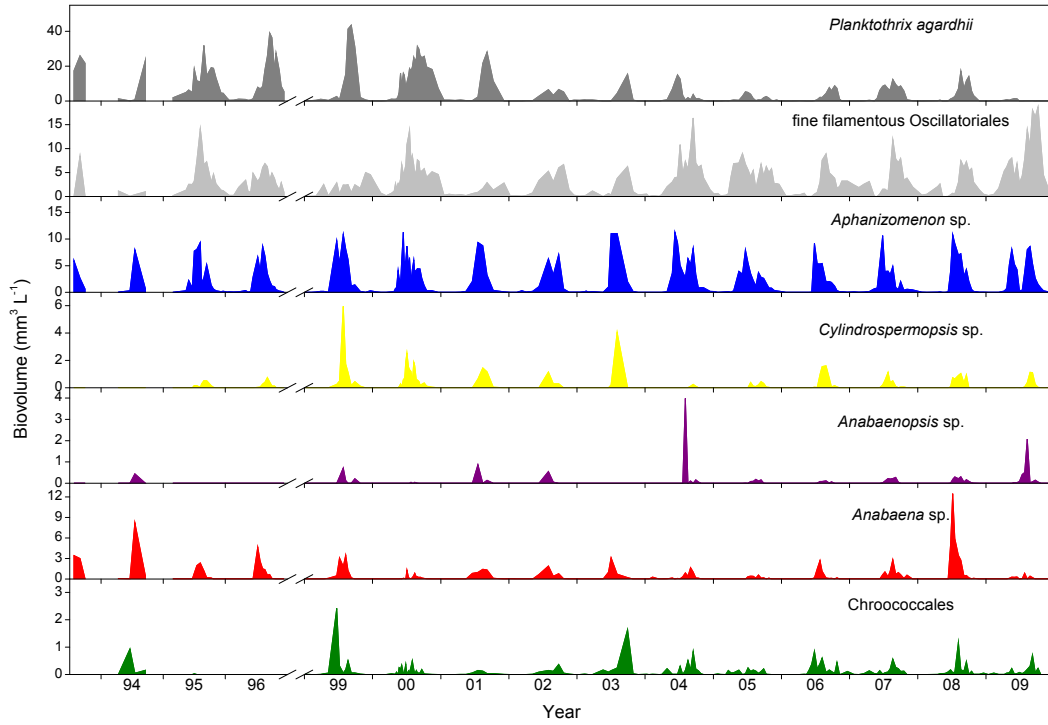 Planktothrix agardhii
40
20
0
fine filamentous Oscillatoriales
15
10
5
0
Aphanizomenon sp.
15
10
5
0
Cylindrospermopsis sp.
6
4
2
0
Anabaenopsis sp.
4
3
2
1
0
Anabaena sp.
12
9
6
3
0
Chroococcales
3
2
1
0
Biovolume (mm³ L⁻¹)
94 95 96 99 00 01 02 03 04 05 06 07 08 09
Year